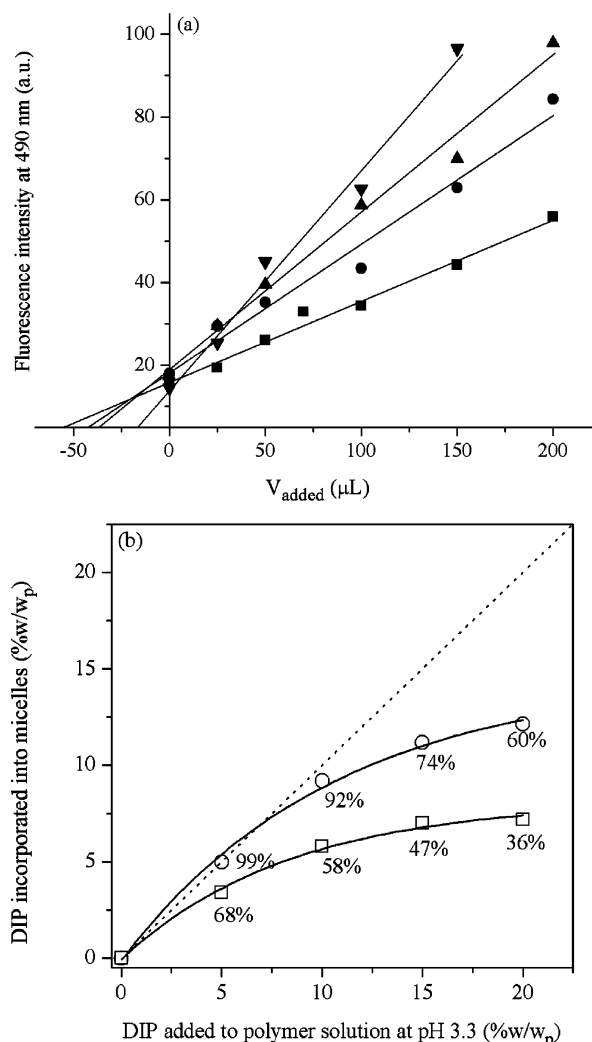 (a)
Fluorescence intensity at 490 nm (a.u.)
100
80
60
40
20
-50 0 50 100 150 200
V_added (μL)
(b)
DIP incorporated into micelles (%w/w_p)
20
15
10
5
0
99%
92%
74%
60%
68%
58%
47%
36%
0 5 10 15 20
DIP added to polymer solution at pH 3.3 (%w/w_p)